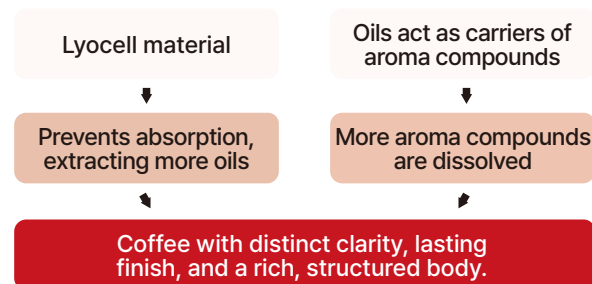 Lyocell material
Oils act as carriers of
aroma compounds
Prevents absorption,
extracting more oils
More aroma compounds
are dissolved
Coffee with distinct clarity, lasting
finish, and a rich, structured body.